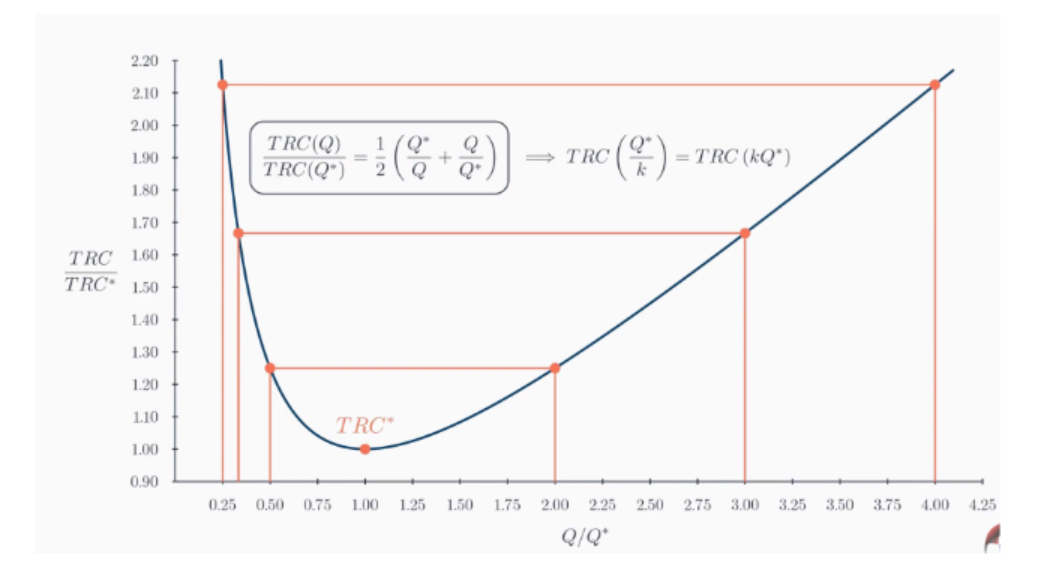 2.20
2.10
2.00
1.90
1.80
1.70
1.60
1.50
1.40
1.30
1.20
1.10
1.00
0.90
TRC
TRC*
TRC(Q)/TRC(Q*) = 1/2 (Q*/Q + Q/Q*) ⟹ TRC (Q*/k) = TRC (kQ*)
TRC*
0.25 0.50 0.75 1.00 1.25 1.50 1.75 2.00 2.25 2.50 2.75 3.00 3.25 3.50 3.75 4.00 4.25
Q/Q*